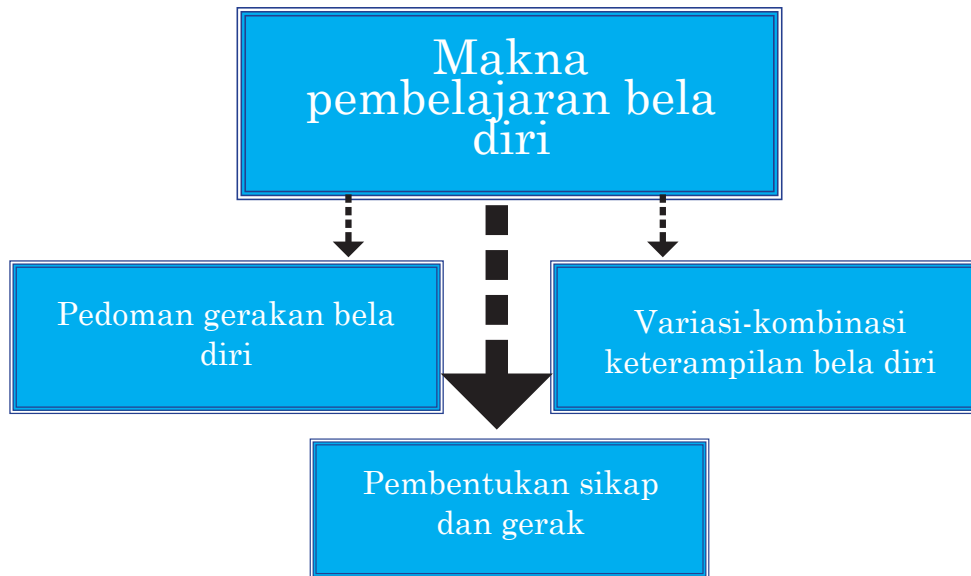 Makna
pembelajaran bela
diri
Pedoman gerakan bela
diri
Variasi-kombinasi
keterampilan bela diri
Pembentukan sikap
dan gerak